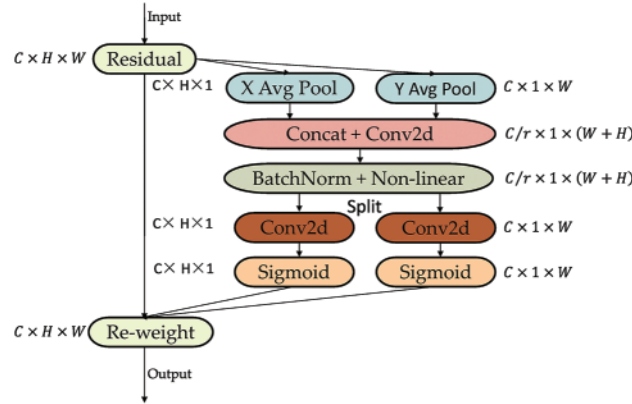 Input
C × H × W Residual
C × H × 1 X Avg Pool Y Avg Pool C × 1 × W
Concat + Conv2d C/r × 1 × (W + H)
BatchNorm + Non-linear C/r × 1 × (W + H)
Split
C × H × 1 Conv2d Conv2d C × 1 × W
C × H × 1 Sigmoid Sigmoid C × 1 × W
C × H × W Re-weight
Output